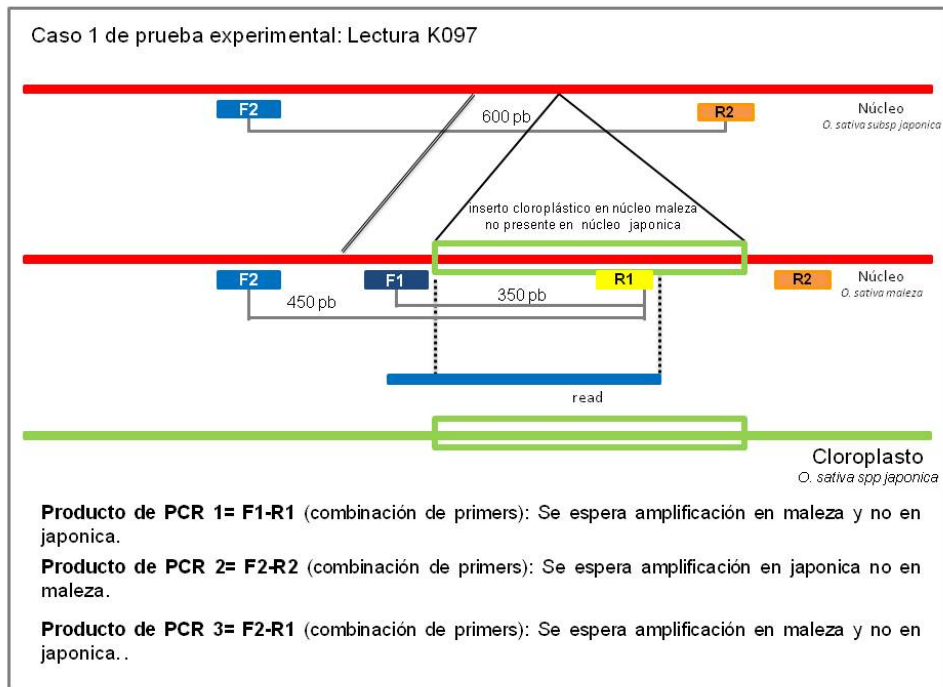 Caso 1 de prueba experimental: Lectura K097
F2
600 pb
R2
Núcleo
O. sativa subsp japonica
inserto cloroplástico en núcleo maleza
no presente en núcleo japonica
F2
F1
R1
R2
Núcleo
O. sativa maleza
450 pb
350 pb
read
Cloroplasto
O. sativa spp japonica
Producto de PCR 1= F1-R1 (combinación de primers): Se espera amplificación en maleza y no en
japonica.
Producto de PCR 2= F2-R2 (combinación de primers): Se espera amplificación en japonica no en
maleza.
Producto de PCR 3= F2-R1 (combinación de primers): Se espera amplificación en maleza y no en
japonica. .